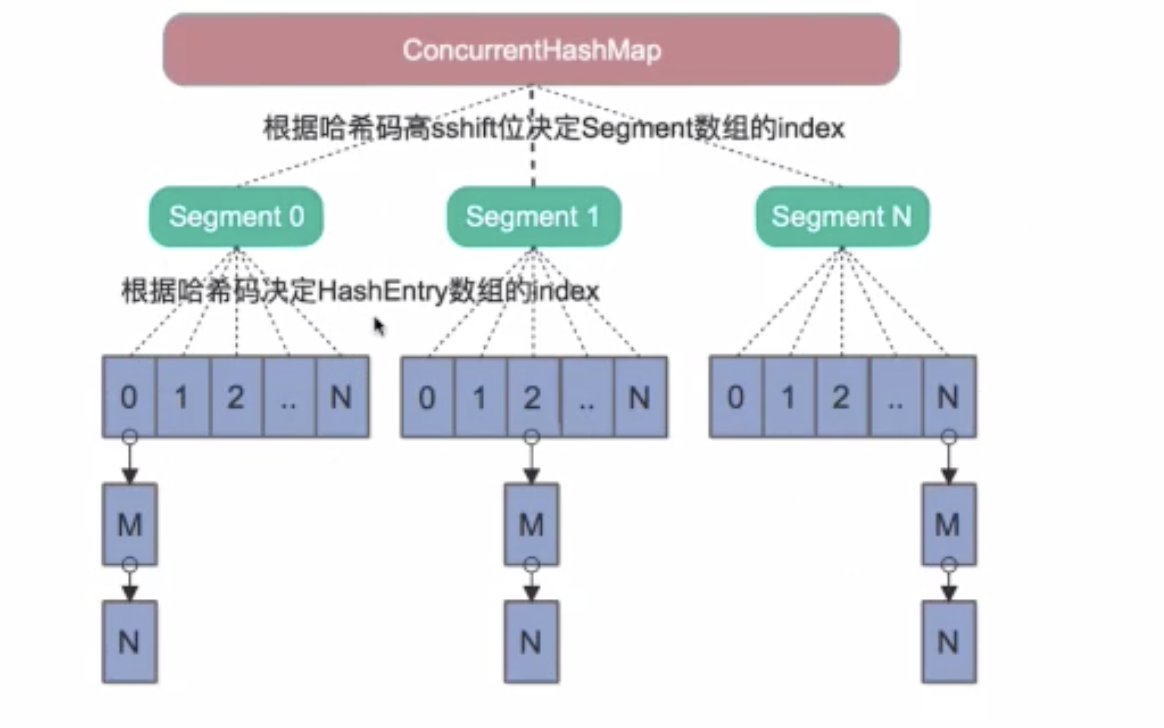 ConcurrentHashMap
根据哈希码高sshift位决定Segment数组的index
Segment 0 Segment 1 Segment N
根据哈希码决定HashEntry数组的index
0 1 2 .. N 0 1 2 .. N 0 1 2 .. N
M M M
N N N